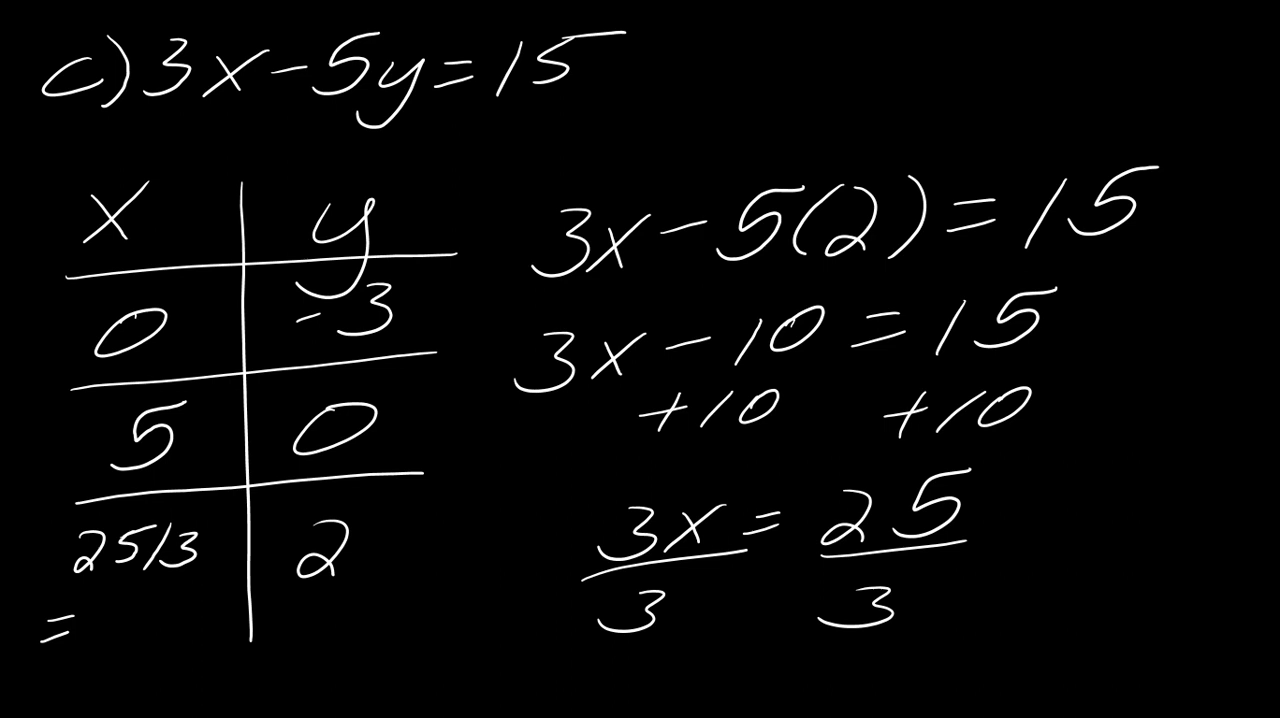 c) 3x - 5y = 15
x y
0 -3
5 0
25/3 2
=
3x - 5(2) = 15
3x - 10 = 15
+10 +10
3x = 25
3 3